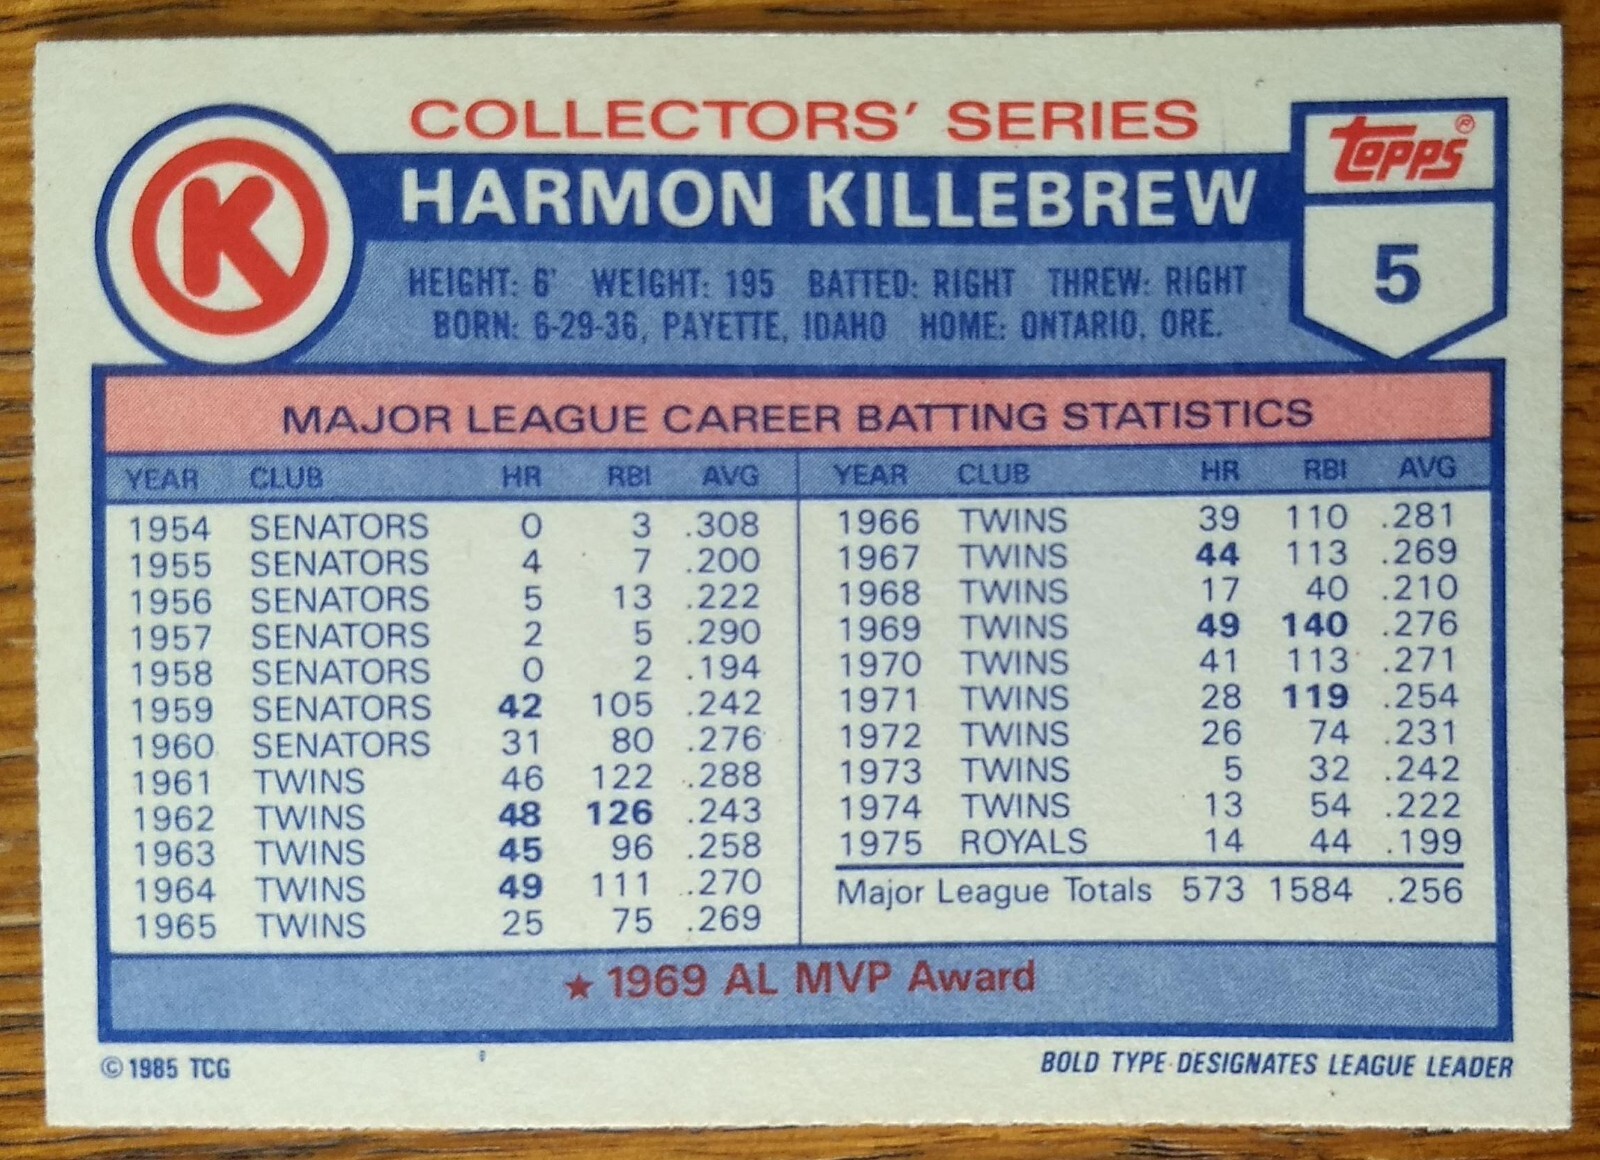 COLLECTORS' SERIES
K
HARMON KILLEBREW
Topps®
5
HEIGHT: 6' WEIGHT: 195 BATTED: RIGHT THREW: RIGHT
BORN: 6-29-36, PAYETTE, IDAHO HOME: ONTARIO, ORE.
MAJOR LEAGUE CAREER BATTING STATISTICS
YEAR CLUB HR RBI AVG
1954 SENATORS 0 3 .308
1955 SENATORS 4 7 .200
1956 SENATORS 5 13 .222
1957 SENATORS 2 5 .290
1958 SENATORS 0 2 .194
1959 SENATORS 42 105 .242
1960 SENATORS 31 80 .276
1961 TWINS 46 122 .288
1962 TWINS 48 126 .243
1963 TWINS 45 96 .258
1964 TWINS 49 111 .270
1965 TWINS 25 75 .269
YEAR CLUB HR RBI AVG
1966 TWINS 39 110 .281
1967 TWINS 44 113 .269
1968 TWINS 17 40 .210
1969 TWINS 49 140 .276
1970 TWINS 41 113 .271
1971 TWINS 28 119 .254
1972 TWINS 26 74 .231
1973 TWINS 5 32 .242
1974 TWINS 13 54 .222
1975 ROYALS 14 44 .199
Major League Totals 573 1584 .256
★ 1969 AL MVP Award
© 1985 TCG
BOLD TYPE DESIGNATES LEAGUE LEADER